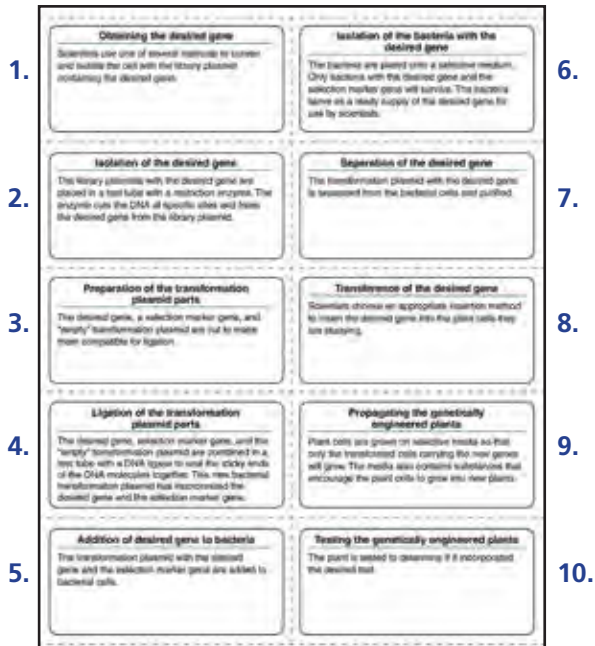 1.
Obtaining the desired gene
Scientists use one of several methods to screen
and isolate the cell with the library plasmid
containing the desired gene.
2.
Isolation of the desired gene
The library plasmids with the desired gene are
placed in a test tube with a restriction enzyme. The
enzyme cuts the DNA at specific sites and frees
the desired gene from the library plasmid.
3.
Preparation of the transformation
plasmid parts
The desired gene, a selection marker gene, and
"empty" transformation plasmid are cut to make
them compatible for ligation.
4.
Ligation of the transformation
plasmid parts
The desired gene, selection marker gene, and the
"empty" transformation plasmid are combined in a
test tube with a DNA ligase to seal the sticky ends
of the DNA molecules together. This new bacterial
transformation plasmid has incorporated the
desired gene and the selection marker gene.
5.
Addition of desired gene to bacteria
The transformation plasmid with the desired
gene and the selection marker gene are added to
bacterial cells.
6.
Isolation of the bacteria with the
desired gene
The bacteria are placed onto a selective medium.
Only bacteria with the desired gene and the
selection marker gene will survive. The bacteria
serve as a ready supply of the desired gene for
use by scientists.
7.
Separation of the desired gene
The transformation plasmid with the desired gene
is separated from the bacterial cells and purified.
8.
Transference of the desired gene
Scientists choose an appropriate insertion method
to insert the desired gene into the plant cells they
are studying.
9.
Propagating the genetically
engineered plants
Plant cells are grown on selective media so that
only the transformed cells carrying the new genes
will grow. The media also contains substances that
encourage the plant cells to grow into new plants.
10.
Testing the genetically engineered plants
The plant is tested to determine if it incorporated
the desired trait.